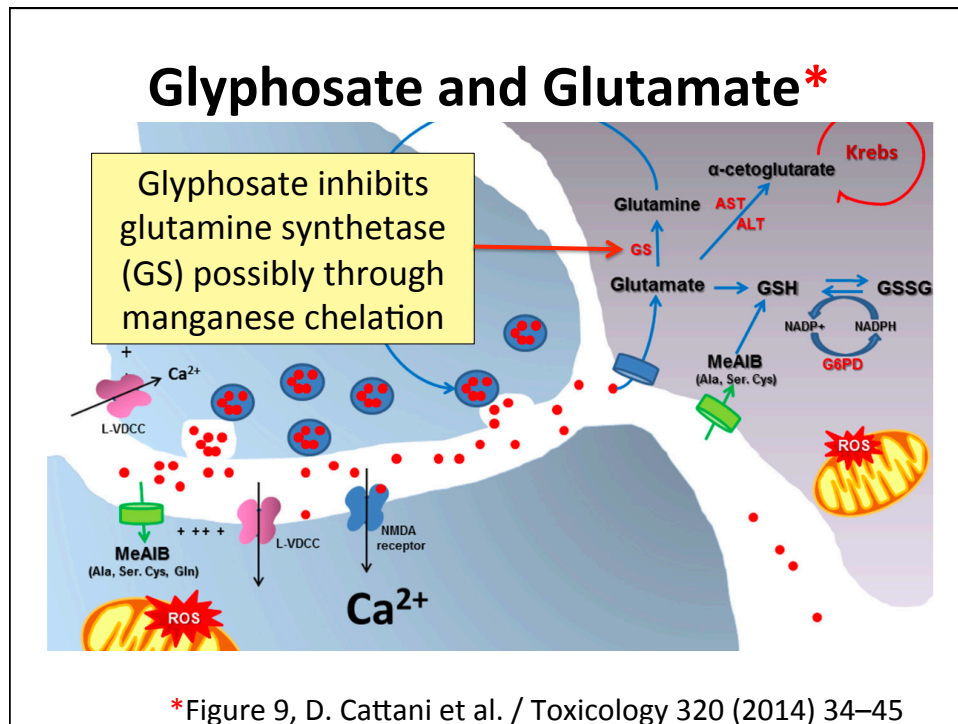 Glyphosate and Glutamate*
Glyphosate inhibits
glutamine synthetase
(GS) possibly through
manganese chelation
Krebs
α-cetoglutarate
Glutamine
AST
ALT
GS
Glutamate
GSH
GSSG
NADP+
NADPH
G6PD
MeAIB
(Ala, Ser. Cys)
ROS
+
Ca2+
L-VDCC
+ ++ +
L-VDCC
NMDA
receptor
MeAIB
(Ala, Ser. Cys, Gln)
ROS
Ca2+
*Figure 9, D. Cattani et al. / Toxicology 320 (2014) 34–45